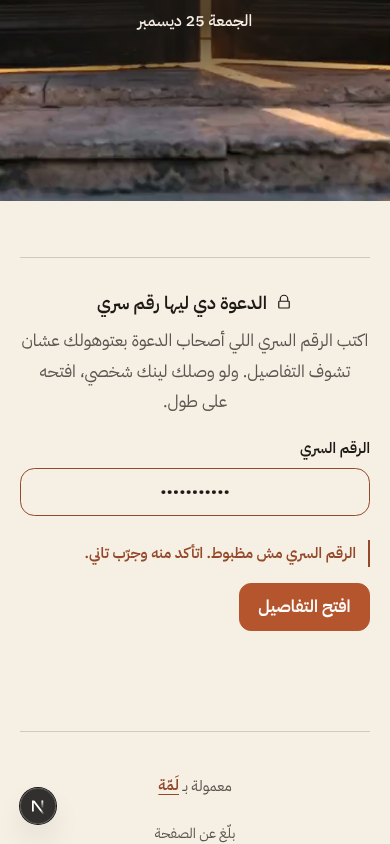 الجمعة 25 ديسمبر
الدعوة دي ليها رقم سري
اكتب الرقم السري اللي أصحاب الدعوة بعتوهولك عشان
تشوف التفاصيل. ولو وصلك لينك شخصي، افتحه
على طول.
الرقم السري
•••••••••••
الرقم السري مش مظبوط. اتأكد منه وجرّب تاني.
افتح التفاصيل
معمولة بـ لَمّة
بلّغ عن الصفحة
N